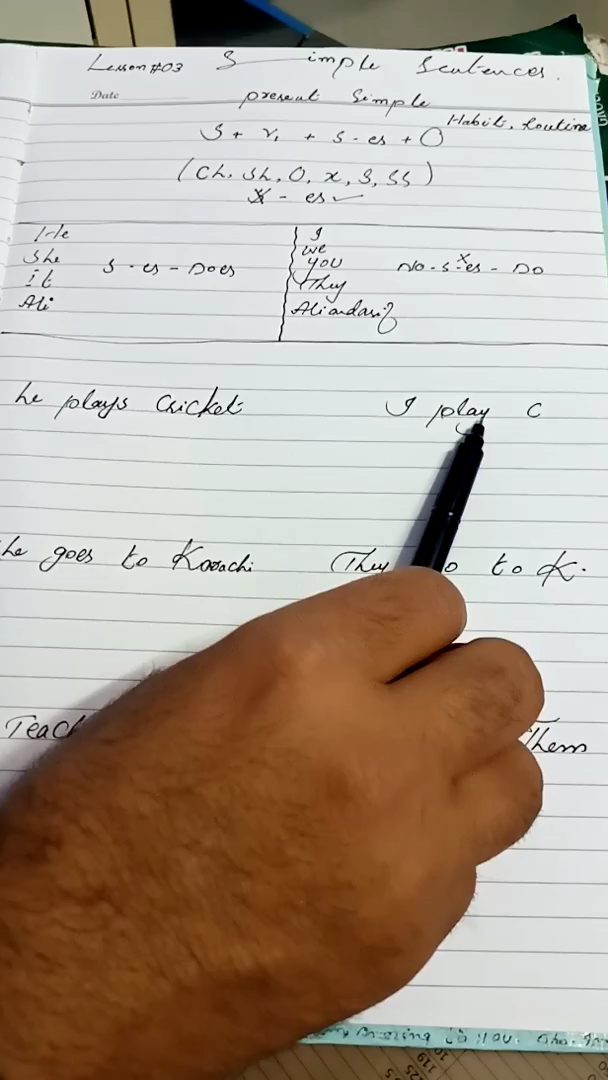 Lesson #03 Simple Sentences.
Date
present Simple
S + V1 + s-es + O Habit, Routine
(Ch, Sh, O, x, S, SS)
es ✓
He I
She we
it s-es-Does you No-s-es-Do
Ali They
Ali and asif
he plays cricket I play C
he goes to Karachi They to K.
Them